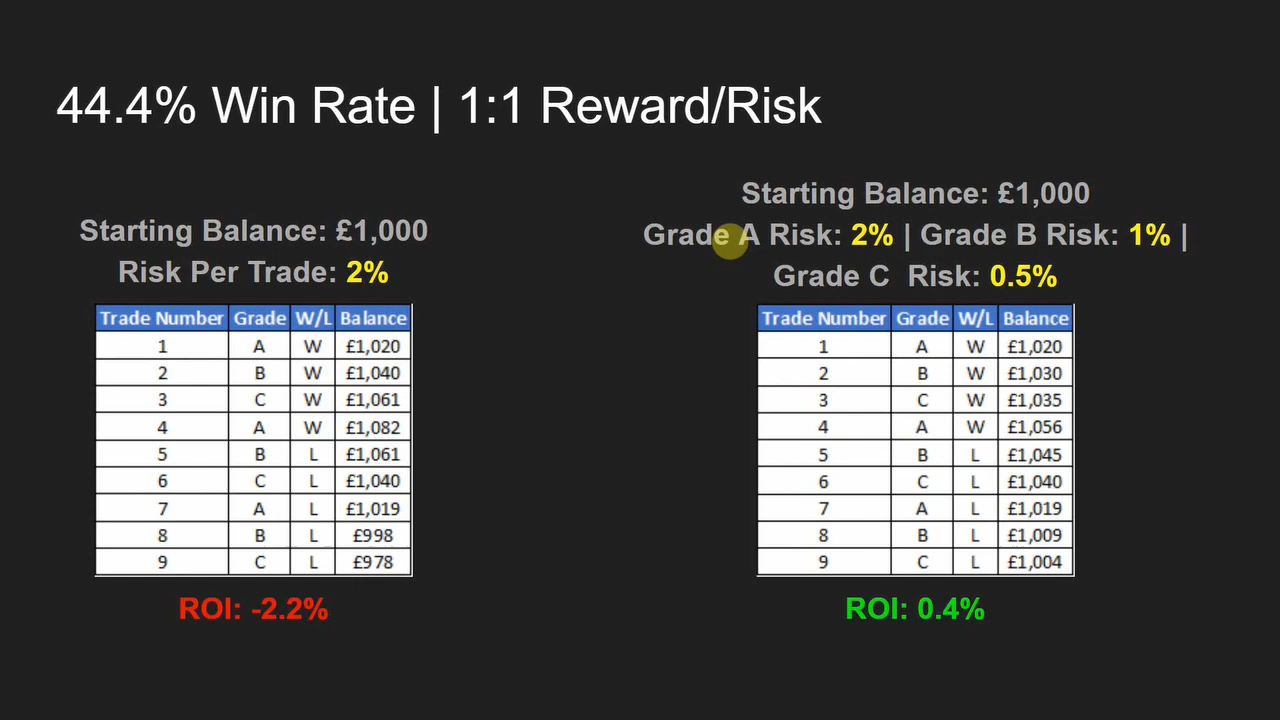 44.4% Win Rate | 1:1 Reward/Risk
Starting Balance: £1,000
Risk Per Trade: 2%
Trade Number Grade W/L Balance
1 A W £1,020
2 B W £1,040
3 C W £1,061
4 A W £1,082
5 B L £1,061
6 C L £1,040
7 A L £1,019
8 B L £998
9 C L £978
ROI: -2.2%
Starting Balance: £1,000
Grade A Risk: 2% | Grade B Risk: 1% |
Grade C Risk: 0.5%
Trade Number Grade W/L Balance
1 A W £1,020
2 B W £1,030
3 C W £1,035
4 A W £1,056
5 B L £1,045
6 C L £1,040
7 A L £1,019
8 B L £1,009
9 C L £1,004
ROI: 0.4%